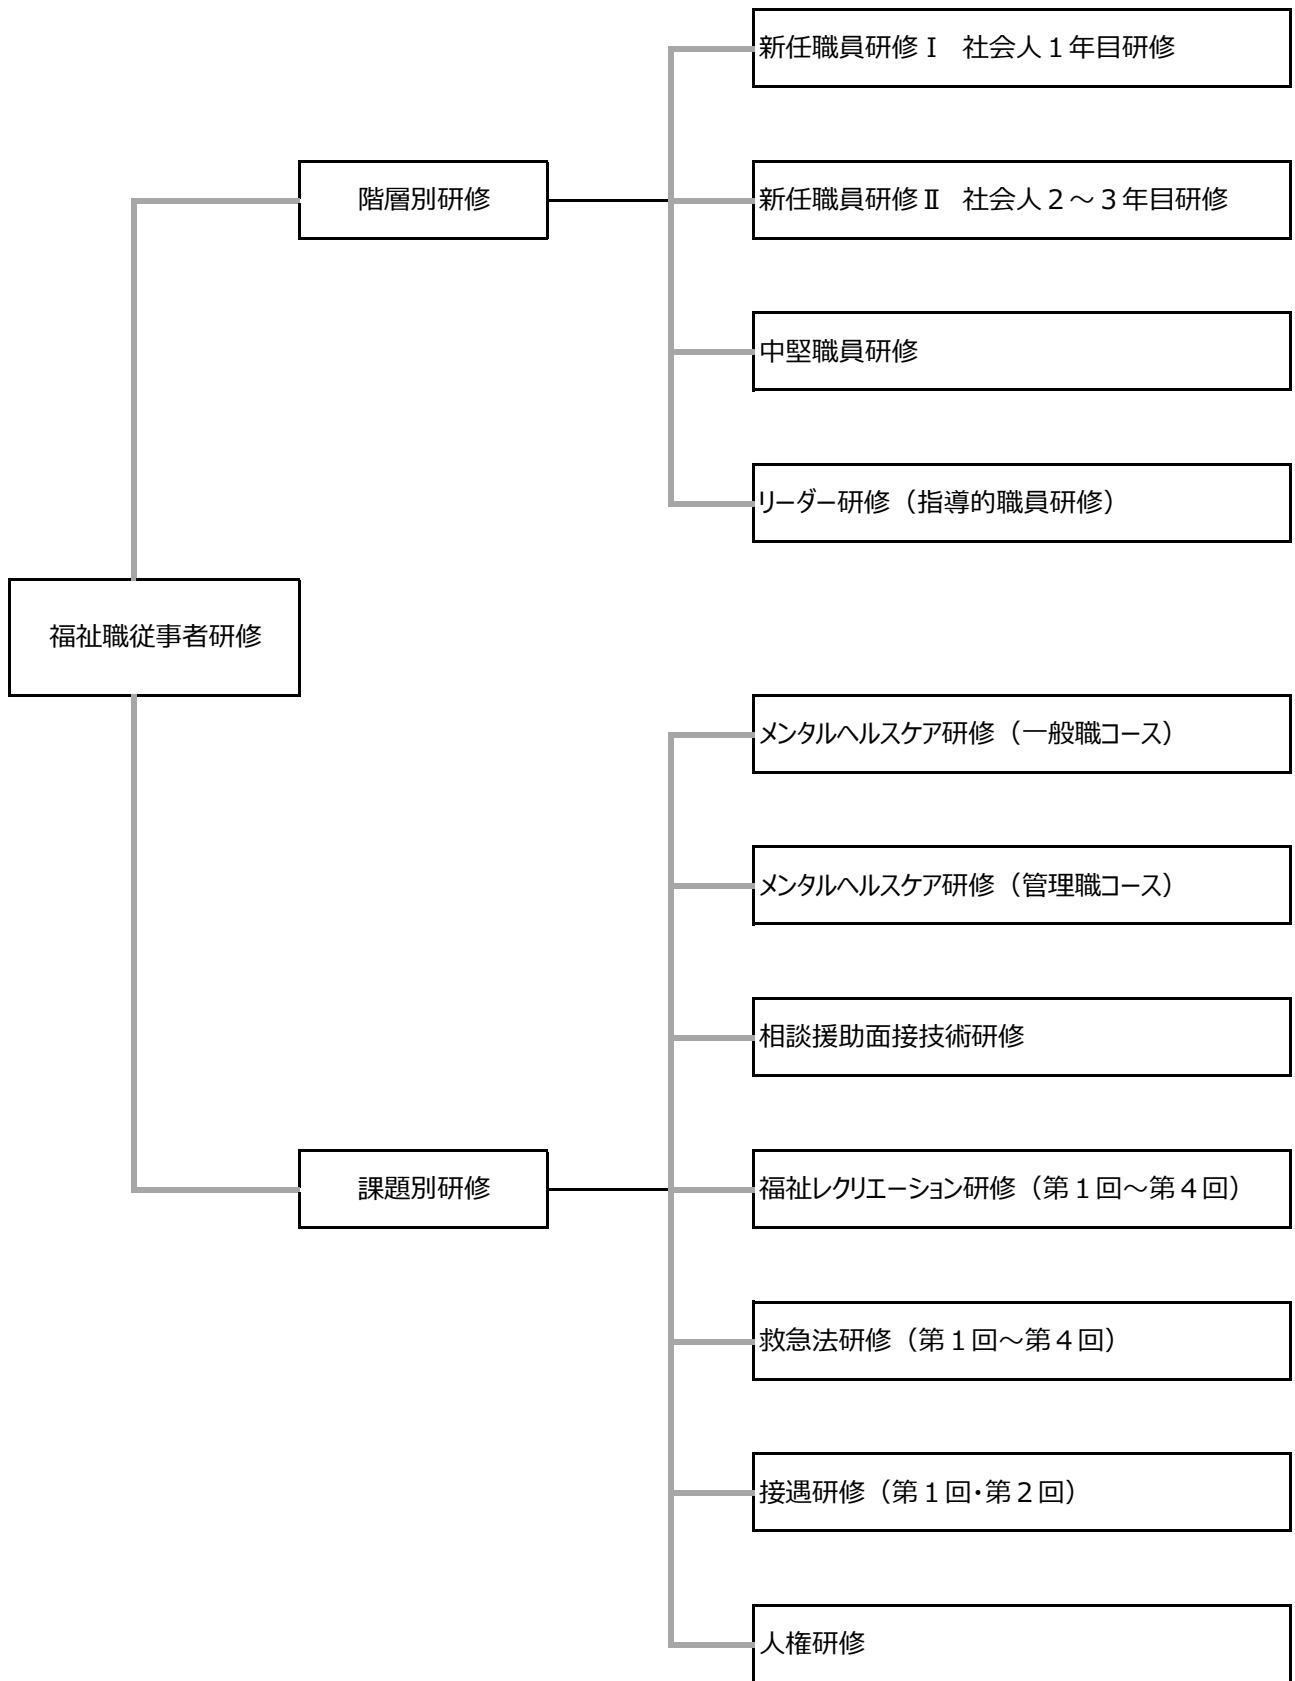 新任職員研修Ⅰ　社会人１年目研修
階層別研修
新任職員研修Ⅱ　社会人２～３年目研修
中堅職員研修
リーダー研修（指導的職員研修）
福祉職従事者研修
メンタルヘルスケア研修（一般職コース）
メンタルヘルスケア研修（管理職コース）
相談援助面接技術研修
課題別研修
福祉レクリエーション研修（第１回～第４回）
救急法研修（第１回～第４回）
接遇研修（第１回・第２回）
人権研修